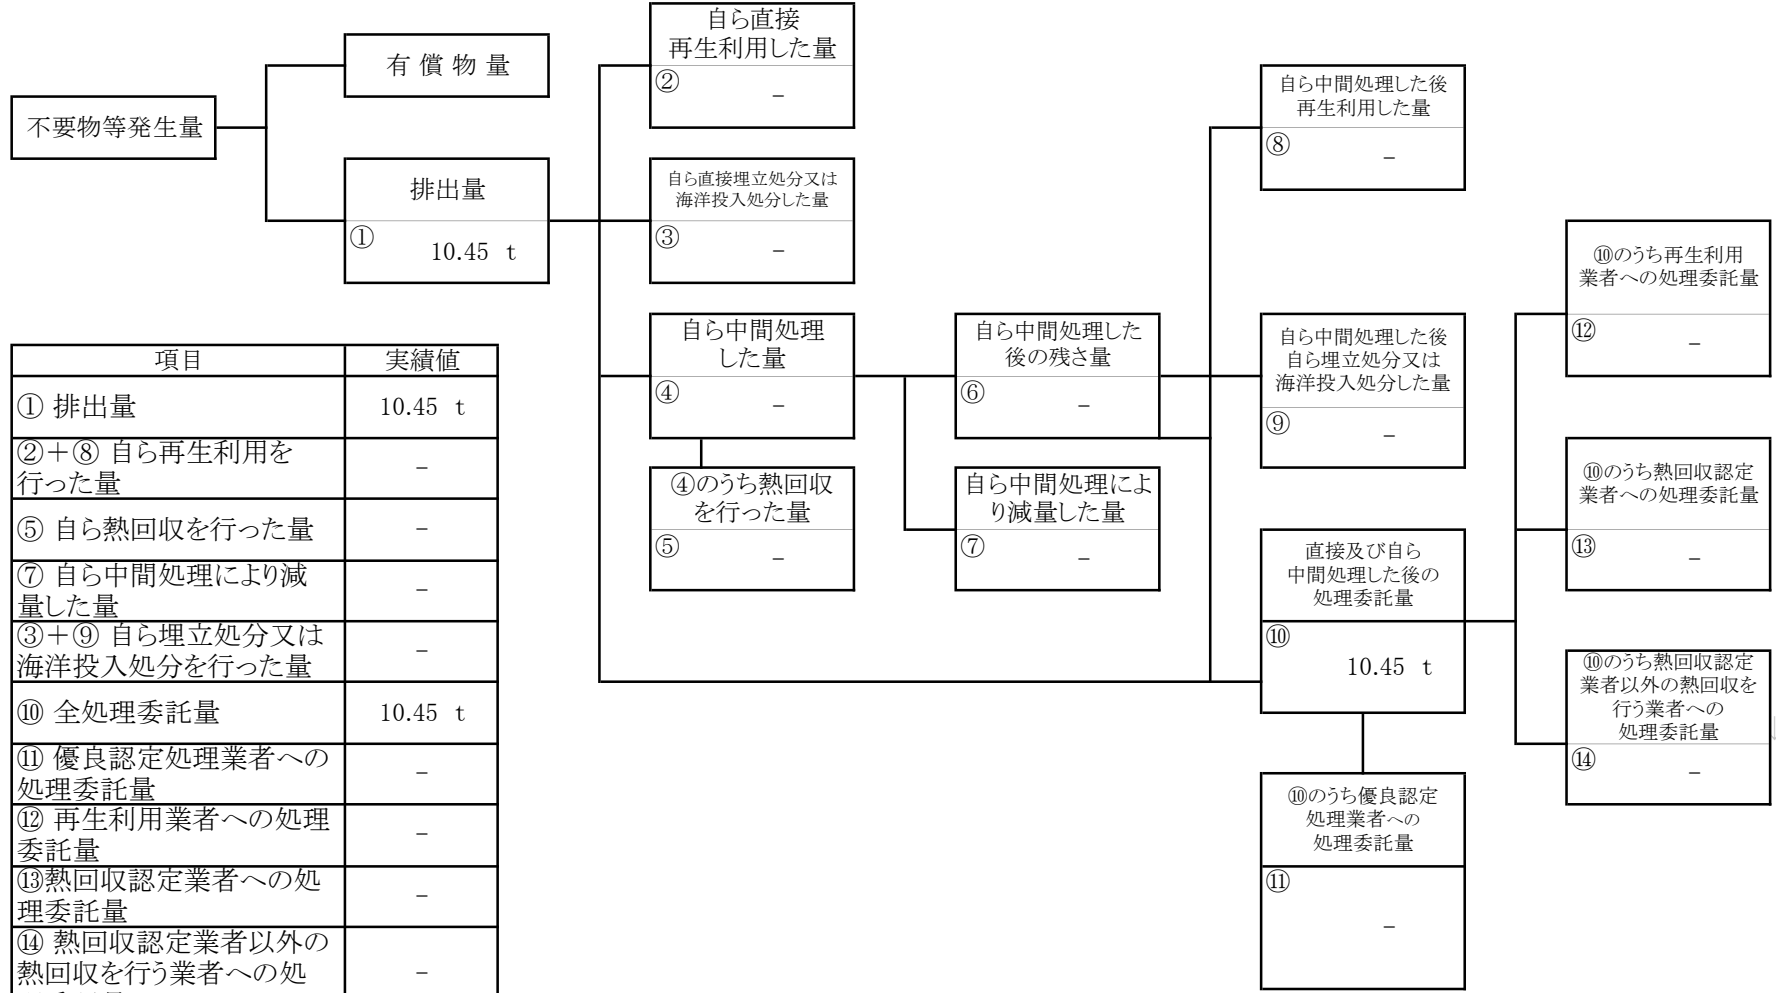 不要物等発生量
有 償 物 量
排出量
①
10.45 t
自ら直接
再生利用した量
②
－
自ら直接埋立処分又は
海洋投入処分した量
③
－
自ら中間処理
した量
④
－
④のうち熱回収
を行った量
⑤
－
自ら中間処理した
後の残さ量
⑥
－
自ら中間処理によ
り減量した量
⑦
－
自ら中間処理した後
再生利用した量
⑧
－
自ら中間処理した後
自ら埋立処分又は
海洋投入処分した量
⑨
－
直接及び自ら
中間処理した後の
処理委託量
⑩
10.45 t
⑩のうち優良認定
処理業者への
処理委託量
⑪
－
⑩のうち再生利用
業者への処理委託量
⑫
－
⑩のうち熱回収認定
業者への処理委託量
⑬
－
⑩のうち熱回収認定
業者以外の熱回収を
行う業者への
処理委託量
⑭
－
項目 実績値
① 排出量 10.45 t
②＋⑧ 自ら再生利用を
行った量
－
⑤ 自ら熱回収を行った量 －
⑦ 自ら中間処理により減
量した量
－
③＋⑨ 自ら埋立処分又は
海洋投入処分を行った量
－
⑩ 全処理委託量 10.45 t
⑪ 優良認定処理業者への
処理委託量
－
⑫ 再生利用業者への処理
委託量
－
⑬熱回収認定業者への処
理委託量
－
⑭ 熱回収認定業者以外の
熱回収を行う業者への処
－